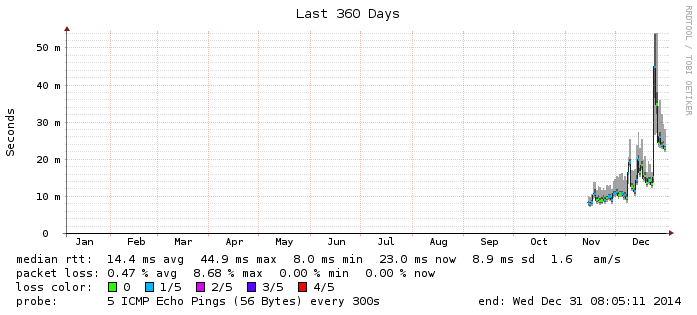 Last 360 Days
RRDTOOL / TOBI OETIKER
Seconds
50 m
40 m
30 m
20 m
10 m
0
Jan Feb Mar Apr May Jun Jul Aug Sep Oct Nov Dec
median rtt: 14.4 ms avg 44.9 ms max 8.0 ms min 23.0 ms now 8.9 ms sd 1.6 am/s
packet loss: 0.47 % avg 8.68 % max 0.00 % min 0.00 % now
loss color: 0 1/5 2/5 3/5 4/5
probe: 5 ICMP Echo Pings (56 Bytes) every 300s end: Wed Dec 31 08:05:11 2014